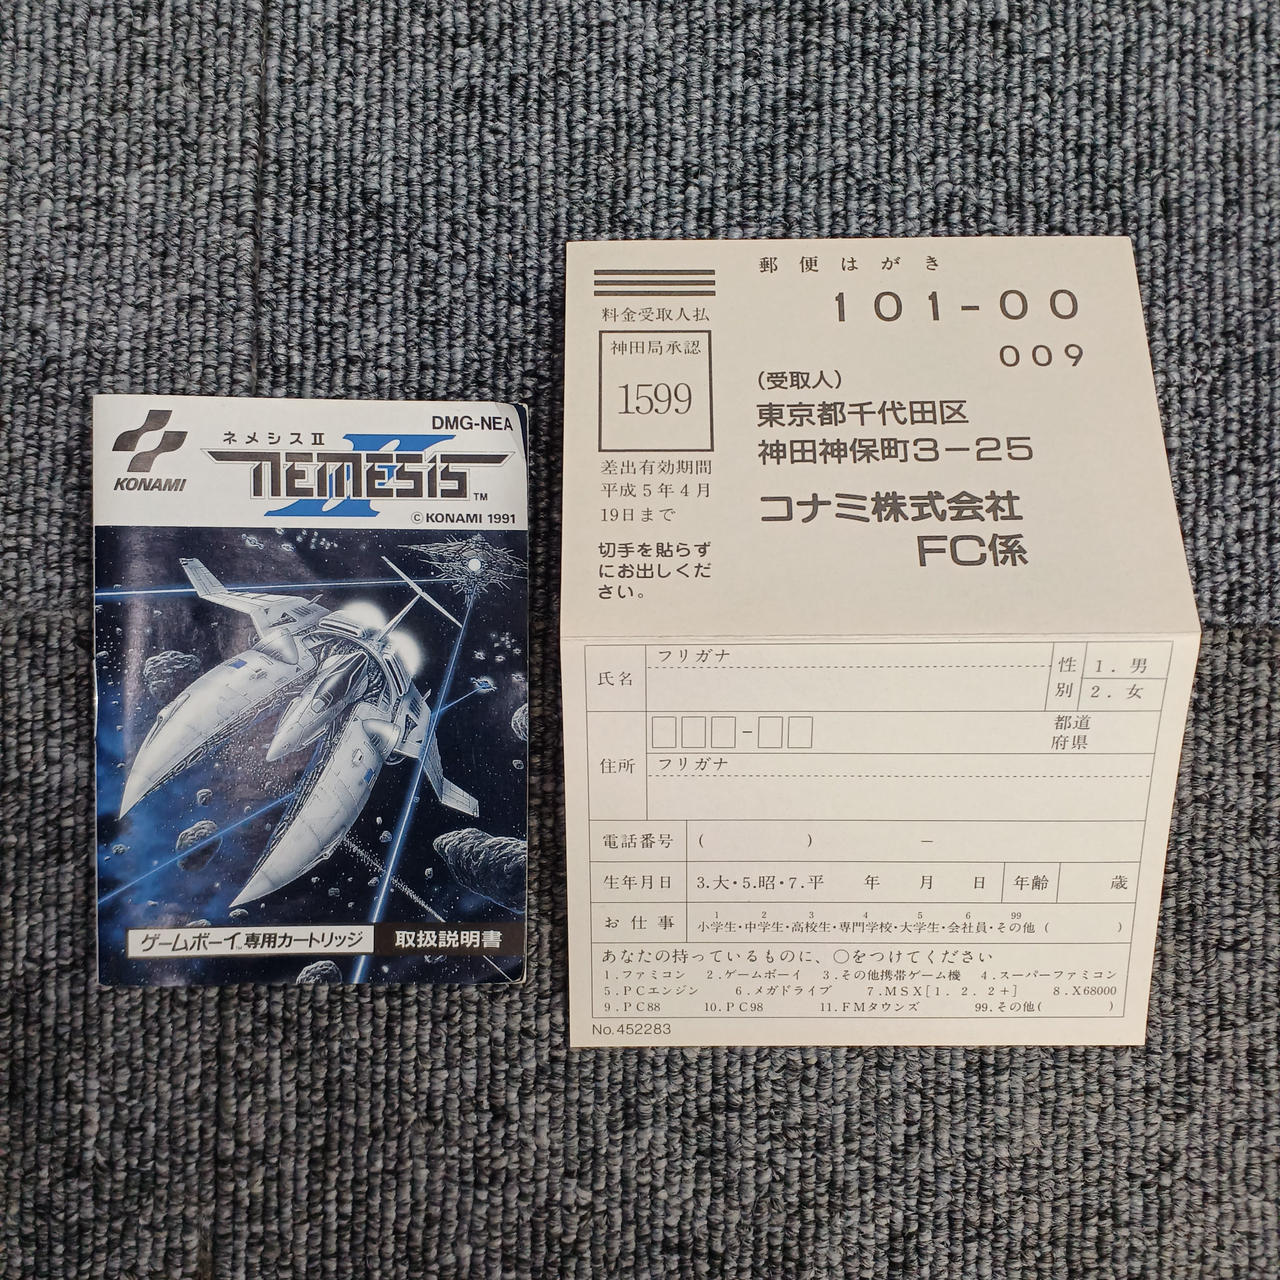 DMG-NEA
ネメシスII
KONAMI
NEMESIS II ™
© KONAMI 1991
ゲームボーイ™専用カートリッジ
取扱説明書
郵便はがき
101-00
009
料金受取人払
神田局承認
1599
差出有効期間
平成5年4月
19日まで
切手を貼らず
にお出しくだ
さい。
(受取人)
東京都千代田区
神田神保町3-25
コナミ株式会社
FC係
氏名 フリガナ 性別 1. 男
2. 女
住所 □□□-□□ 都道
府県
フリガナ
電話番号 ( ) −
生年月日 3.大・5.昭・7.平 年 月 日 年齢 歳
お仕事 1小学生・2中学生・3高校生・4専門学校・5大学生・6会社員・99その他( )
あなたの持っているものに、○をつけてください
1.ファミコン 2.ゲームボーイ 3.その他携帯ゲーム機 4.スーパーファミコン
5.PCエンジン 6.メガドライブ 7.MSX[1. 2. 2+] 8.X68000
9.PC88 10.PC98 11.FMタウンズ 99.その他( )
No.452283